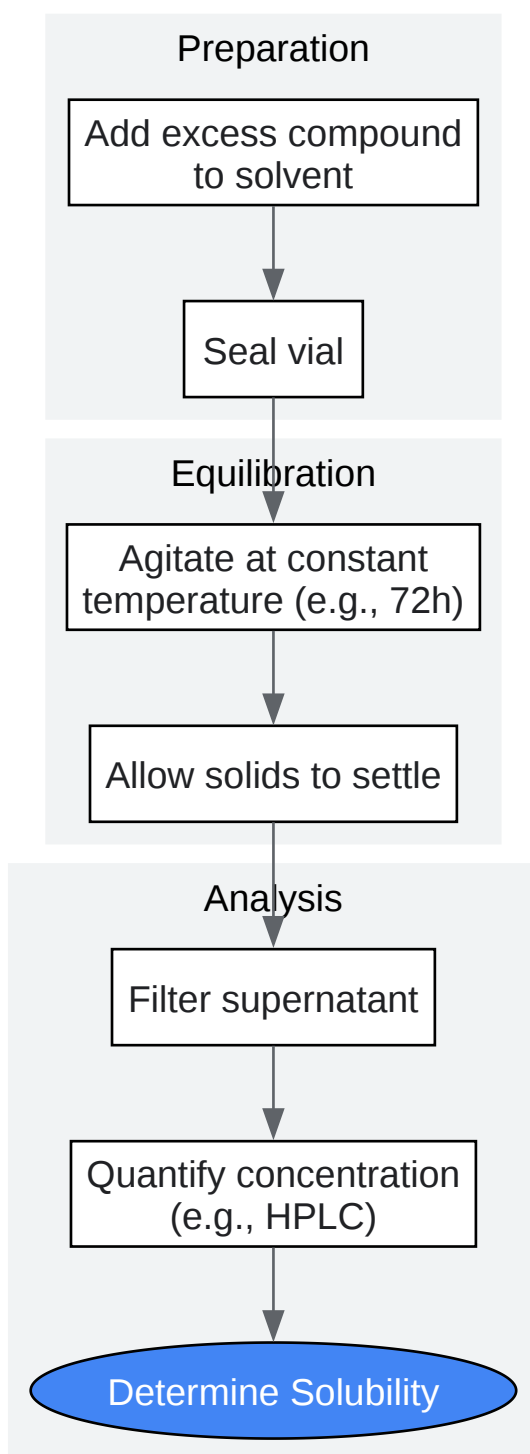 Preparation
Add excess compound
to solvent
Seal vial
Equilibration
Agitate at constant
temperature (e.g., 72h)
Allow solids to settle
Analysis
Filter supernatant
Quantify concentration
(e.g., HPLC)
Determine Solubility